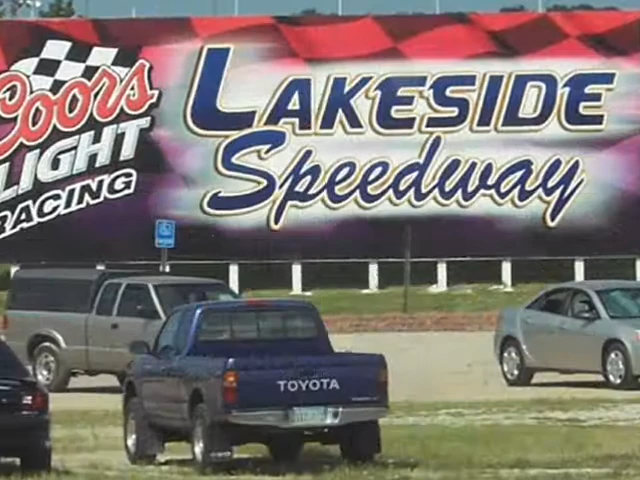 Coors
LIGHT
RACING
LAKESIDE
Speedway
TOYOTA